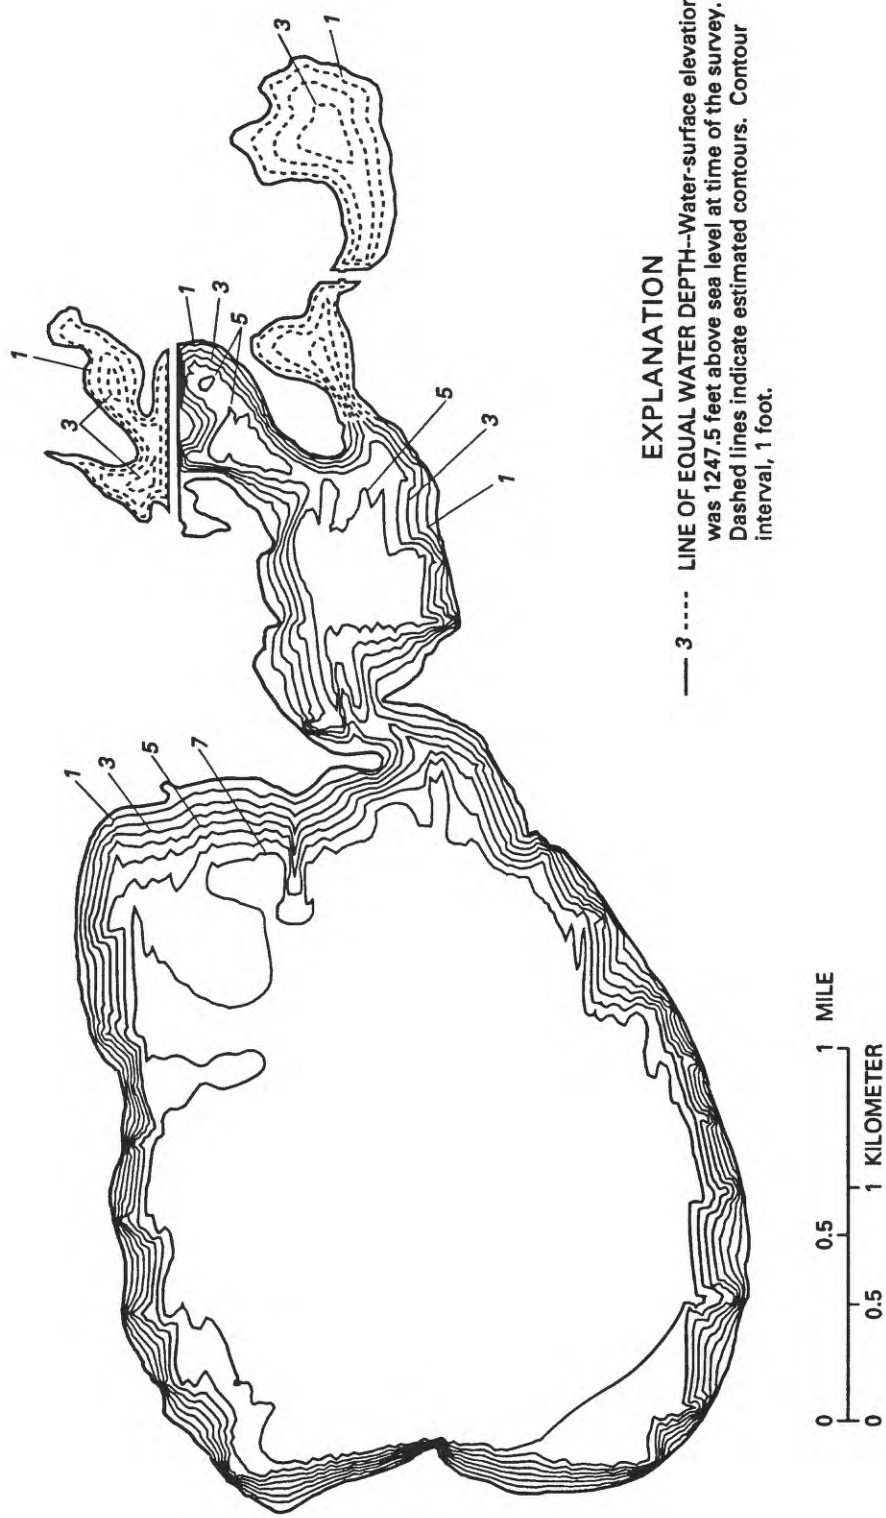 1
3
1
3
1
3
5
5
3
1
1
3
5
7
EXPLANATION
— 3 ---- LINE OF EQUAL WATER DEPTH--Water-surface elevation
was 1247.5 feet above sea level at time of the survey.
Dashed lines indicate estimated contours. Contour
interval, 1 foot.
0 0.5 1 MILE
0 0.5 1 KILOMETER